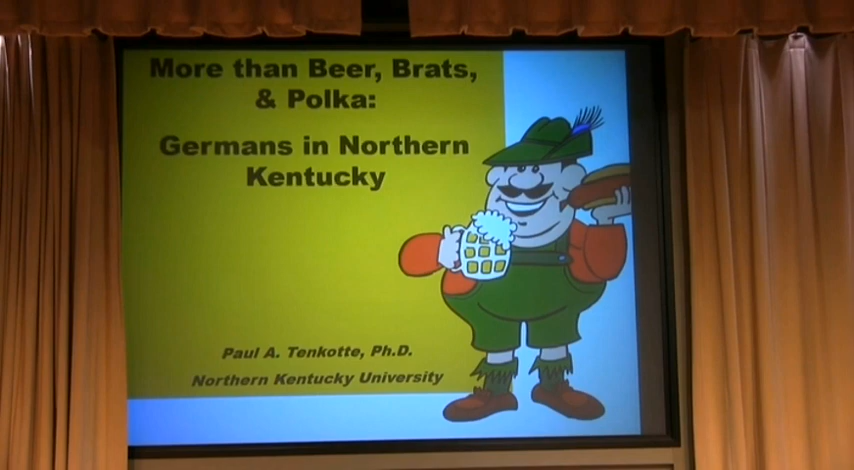 More than Beer, Brats,
& Polka:
Germans in Northern
Kentucky
Paul A. Tenkotte, Ph.D.
Northern Kentucky University